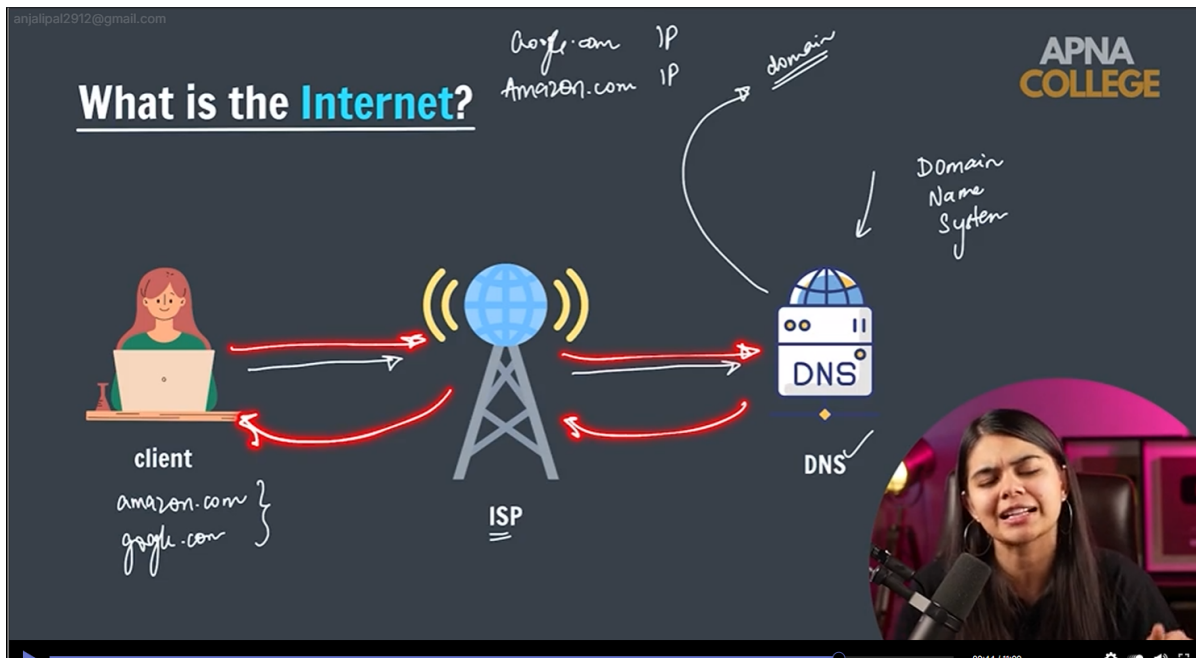 anjalipal2912@gmail.com
Google.com IP
Amazon.com IP
domain
APNA
COLLEGE
What is the Internet?
Domain
Name
System
DNS
client
ISP
DNS
amazon.com
google.com